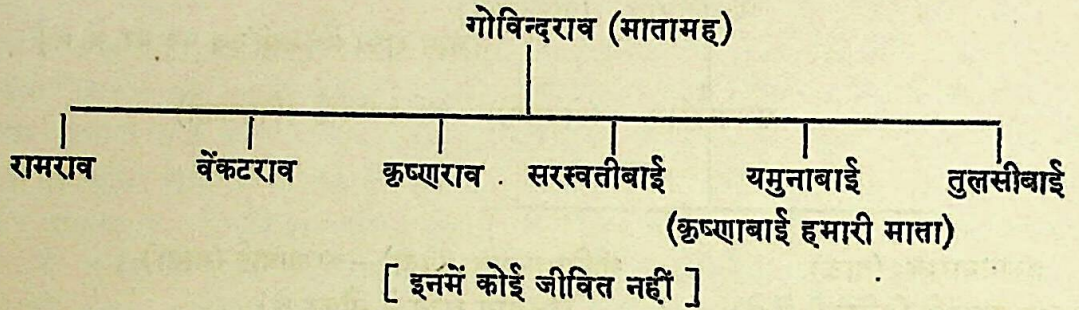 गोविन्दराव (मातामह)
रामराव वेंकटराव कृष्णराव . सरस्वतीबाई यमुनाबाई तुलसीबाई
(कृष्णाबाई हमारी माता)
[ इनमें कोई जीवित नहीं ]